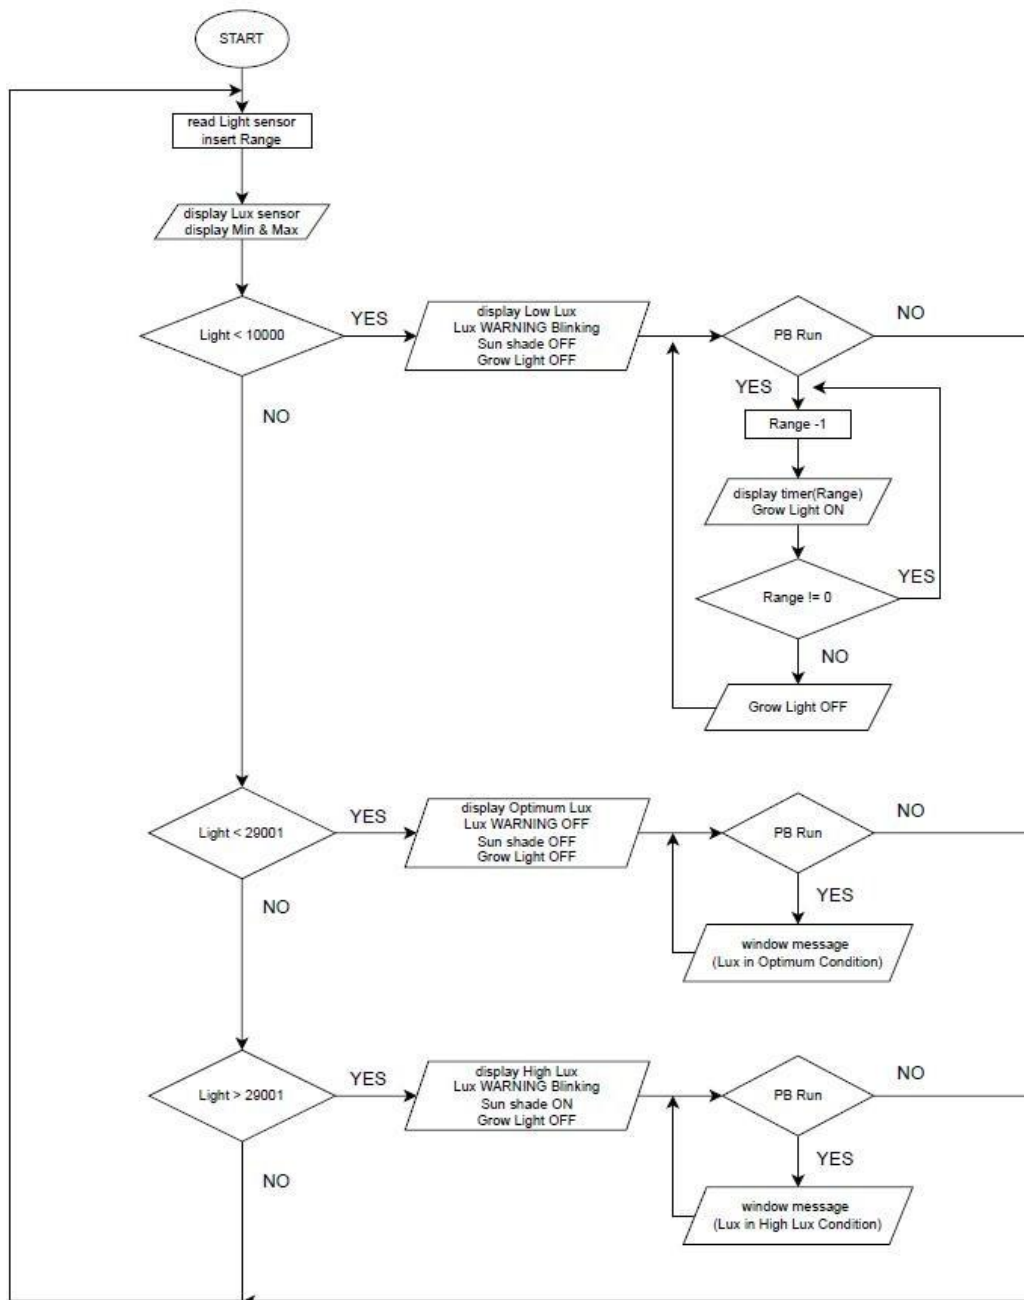 START
read Light sensor
insert Range
display Lux sensor
display Min & Max
Light < 10000
YES
NO
display Low Lux
Lux WARNING Blinking
Sun shade OFF
Grow Light OFF
PB Run
NO
YES
Range -1
display timer(Range)
Grow Light ON
Range != 0
YES
NO
Grow Light OFF
Light < 29001
YES
NO
display Optimum Lux
Lux WARNING OFF
Sun shade OFF
Grow Light OFF
PB Run
NO
YES
window message
(Lux in Optimum Condition)
Light > 29001
YES
NO
display High Lux
Lux WARNING Blinking
Sun shade ON
Grow Light OFF
PB Run
NO
YES
window message
(Lux in High Lux Condition)